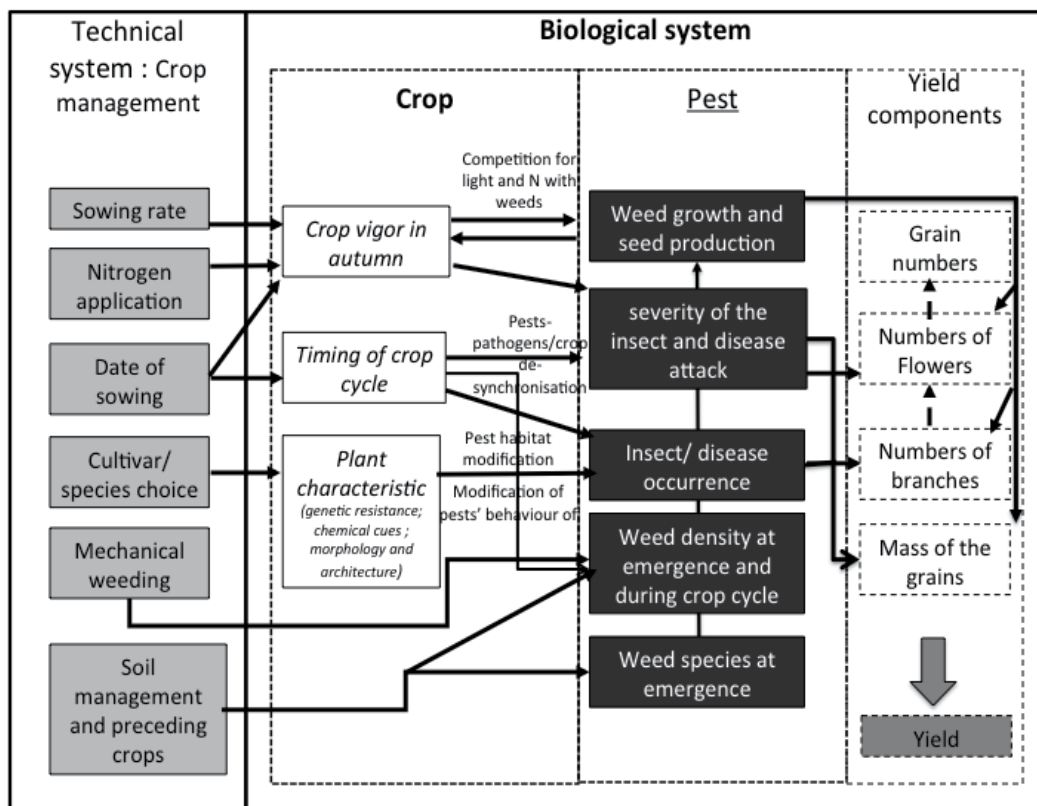 Technical
system : Crop
management
Biological system
Crop
Pest
Yield
components
Sowing rate
Nitrogen
application
Date of
sowing
Cultivar/
species choice
Mechanical
weeding
Soil
management
and preceding
crops
Crop vigor in
autumn
Timing of crop
cycle
Plant
characteristic
(genetic resistance;
chemical cues ;
morphology and
architecture)
Competition for
light and N with
weeds
Pests-
pathogens/crop
de-
synchronisation
Pest habitat
modification
Modification of
pests’ behaviour of
Weed growth and
seed production
severity of the
insect and disease
attack
Insect/ disease
occurrence
Weed density at
emergence and
during crop cycle
Weed species at
emergence
Grain
numbers
Numbers of
Flowers
Numbers of
branches
Mass of the
grains
Yield